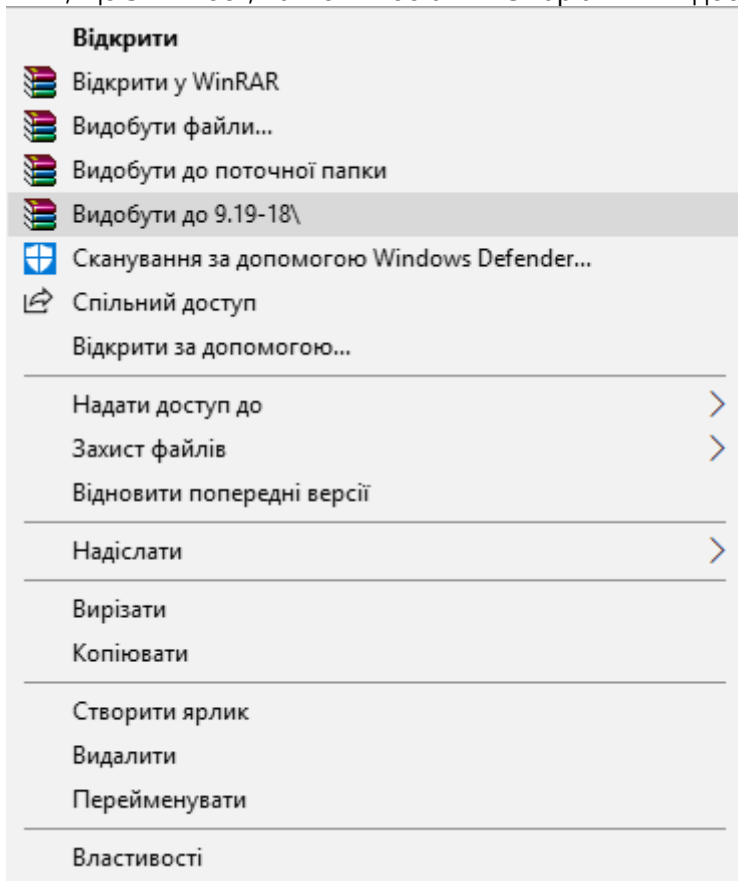 Відкрити
Відкрити у WinRAR
Видобути файли...
Видобути до поточної папки
Видобути до 9.19-18\
Сканування за допомогою Windows Defender...
Спільний доступ
Відкрити за допомогою...
Надати доступ до
Захист файлів
Відновити попередні версії
Надіслати
Вирізати
Копіювати
Створити ярлик
Видалити
Перейменувати
Властивості